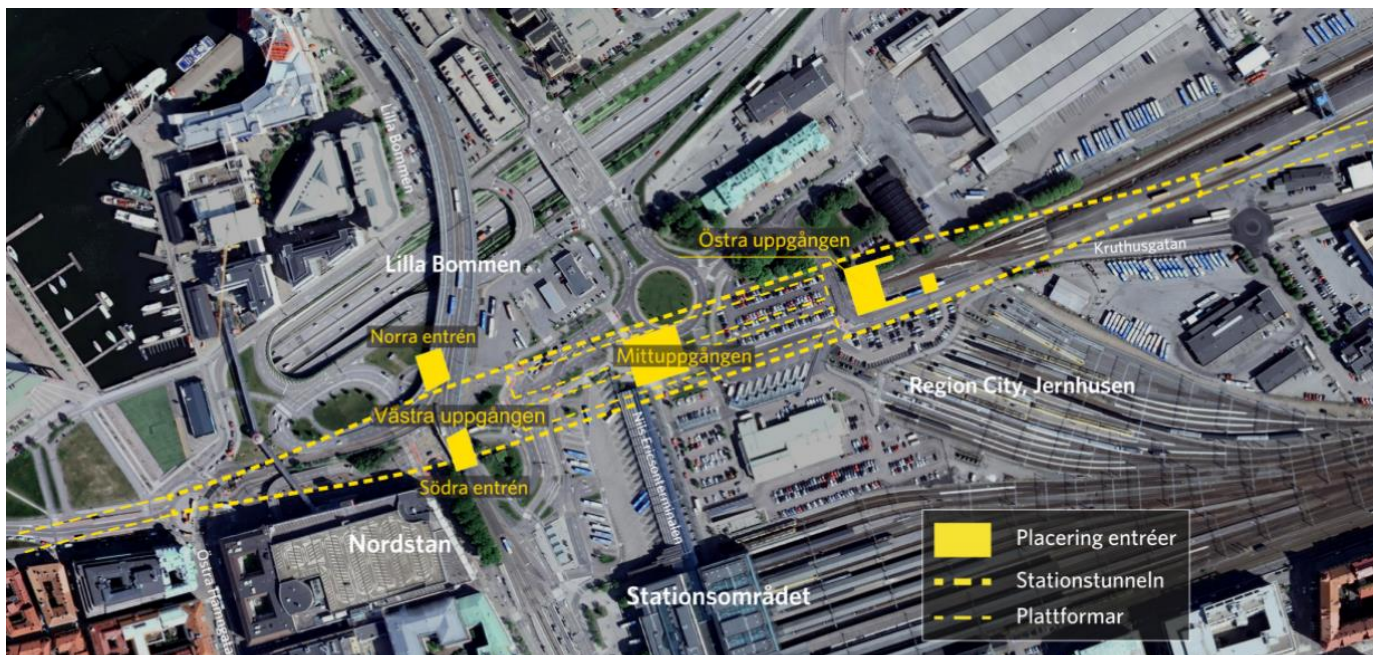 Lilla Bommen
Lilla Bommen
Östra uppgången
Kruthusgatan
Norra entrén
Mittuppgången
Region City, Jernhusen
Västra uppgången
Nils Ericsonterminalen
Södra entrén
Nordstan
Östra Hamngatan
Stationsområdet
Placering entréer
Stationstunneln
Plattformar